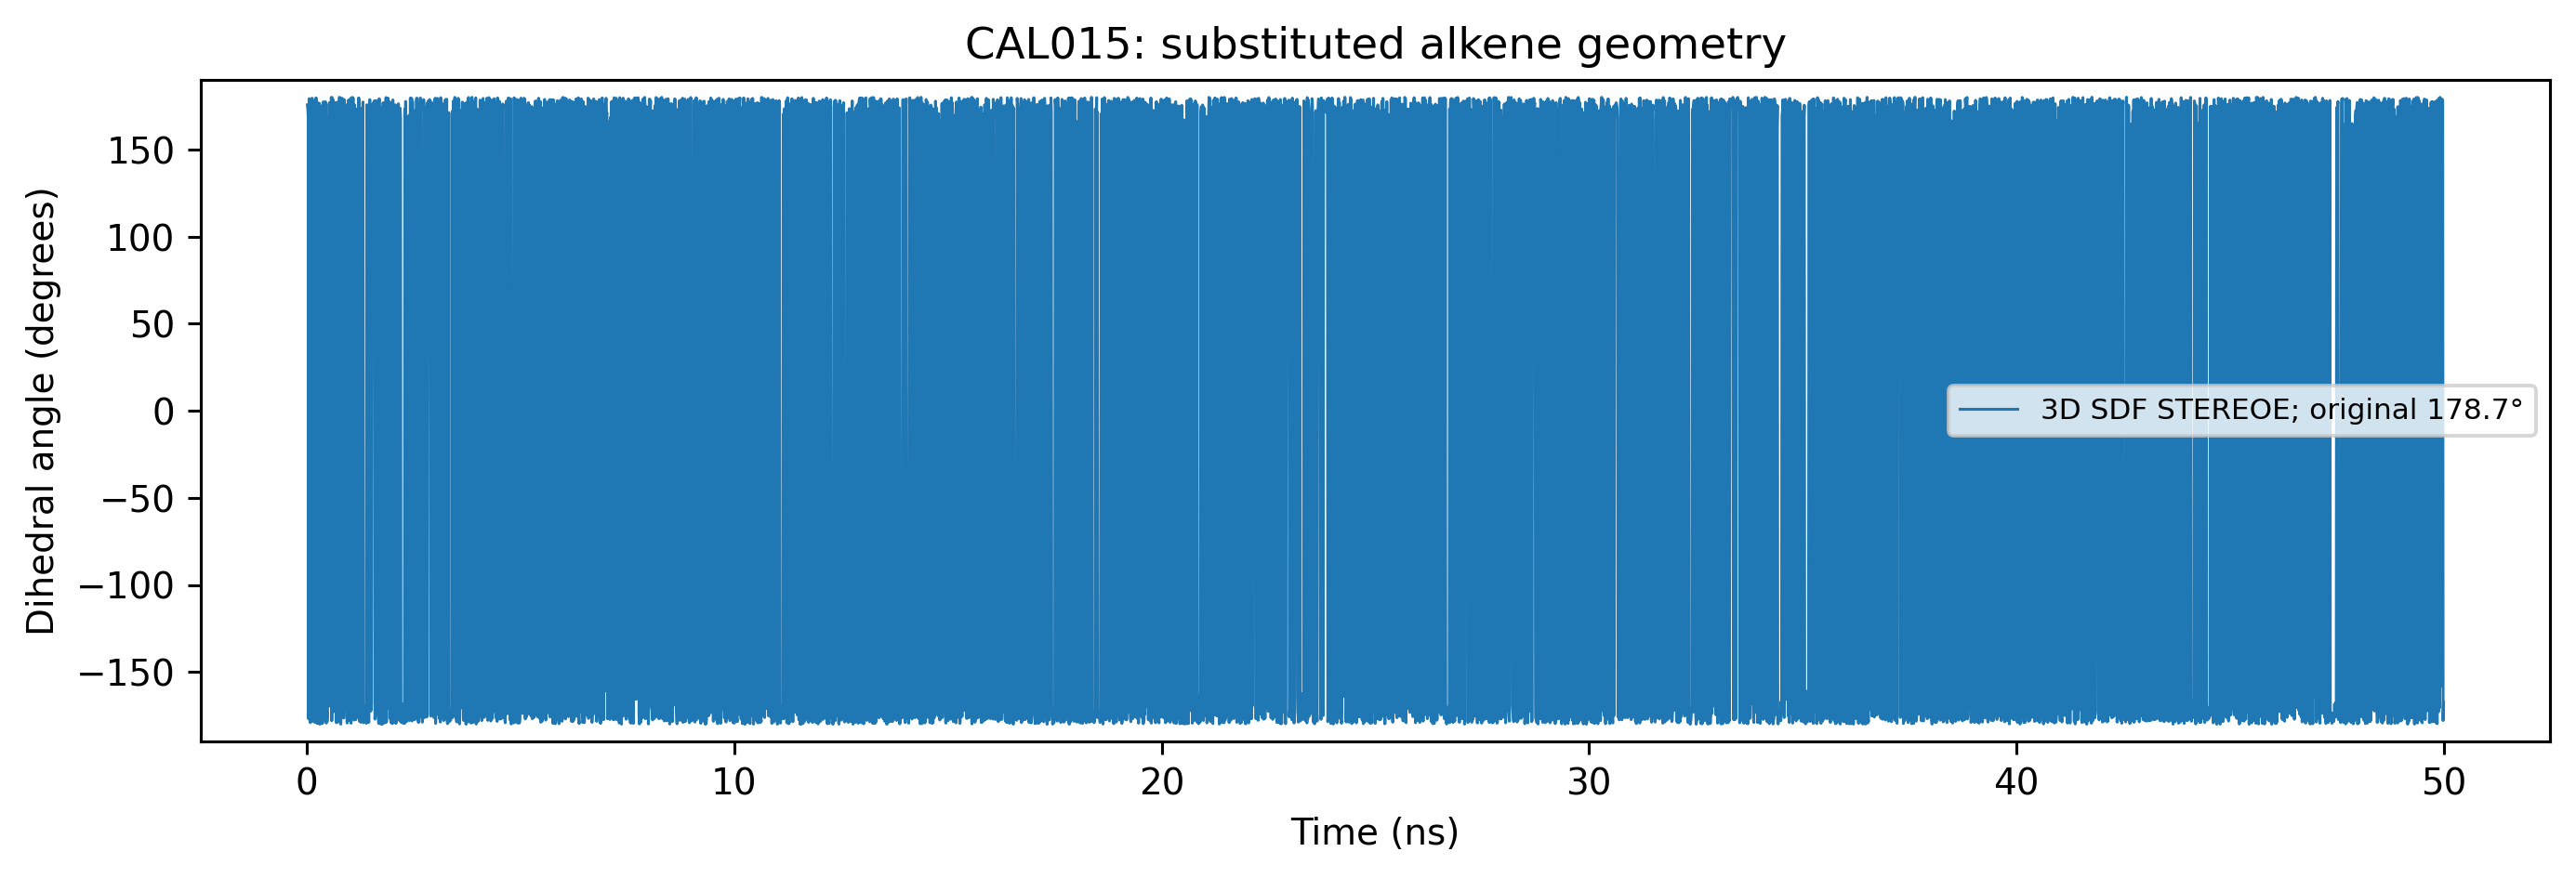 CAL015: substituted alkene geometry
Dihedral angle (degrees)
150
100
50
0
−50
−100
−150
3D SDF STEREOE; original 178.7°
0 10 20 30 40 50
Time (ns)